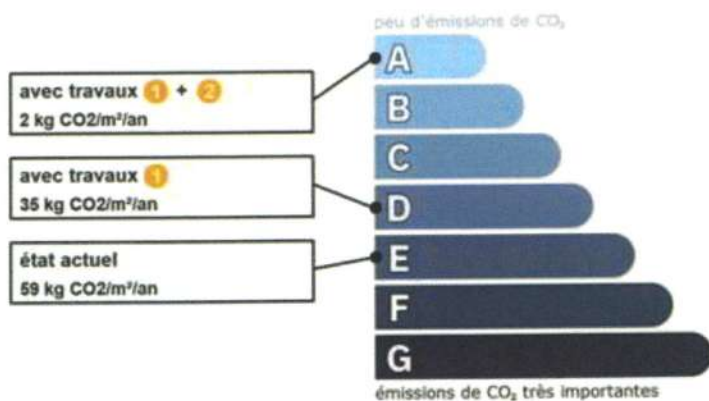 peu d'émissions de CO₂
A
avec travaux 1 + 2
2 kg CO2/m²/an
B
C
avec travaux 1
35 kg CO2/m²/an
D
état actuel
59 kg CO2/m²/an
E
F
G
émissions de CO₂ très importantes